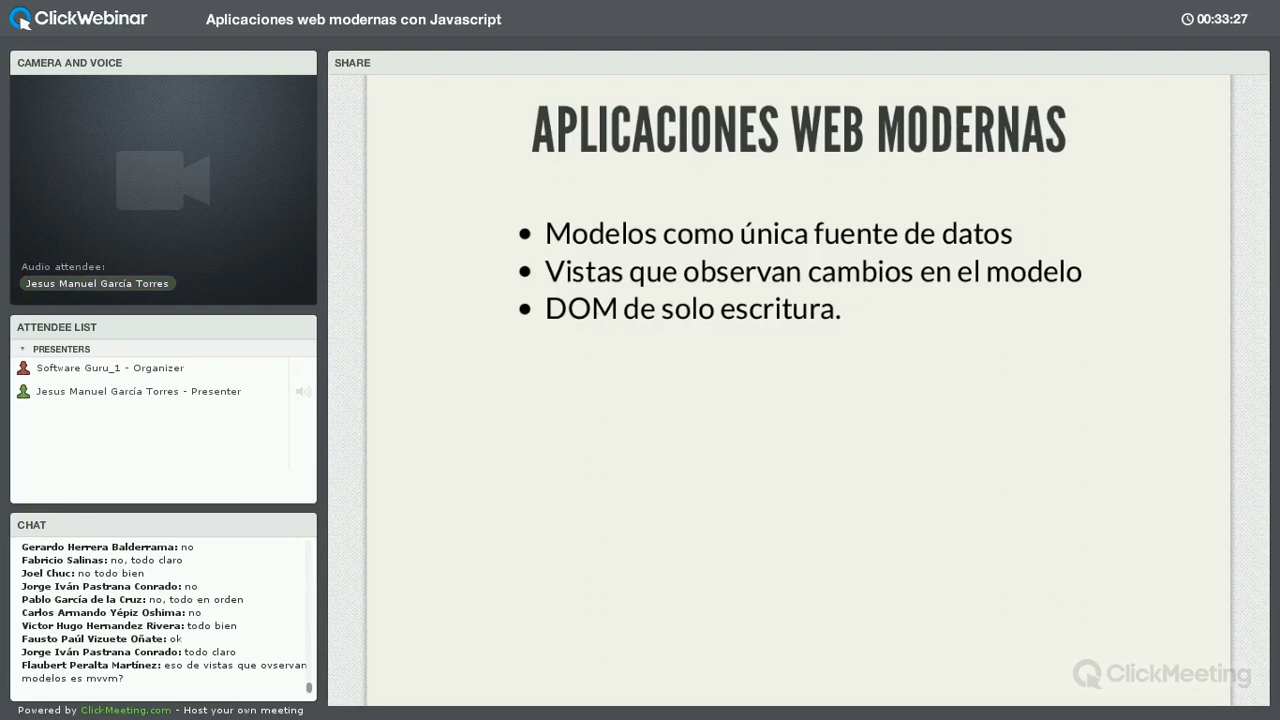 ClickWebinar
Aplicaciones web modernas con Javascript
00:33:27
CAMERA AND VOICE
Audio attendee:
Jesus Manuel García Torres
ATTENDEE LIST
PRESENTERS
Software Guru_1 - Organizer
Jesus Manuel García Torres - Presenter
CHAT
Gerardo Herrera Balderrama: no
Fabricio Salinas: no, todo claro
Joel Chuc: no todo bien
Jorge Iván Pastrana Conrado: no
Pablo García de la Cruz: no, todo en orden
Carlos Armando Yépiz Oshima: no
Victor Hugo Hernandez Rivera: todo bien
Fausto Paúl Vizuete Oñate: ok
Jorge Iván Pastrana Conrado: todo claro
Flaubert Peralta Martínez: eso de vistas que ovservan
modelos es mvvm?
Powered by ClickMeeting.com - Host your own meeting
SHARE
APLICACIONES WEB MODERNAS
• Modelos como única fuente de datos
• Vistas que observan cambios en el modelo
• DOM de solo escritura.
ClickMeeting